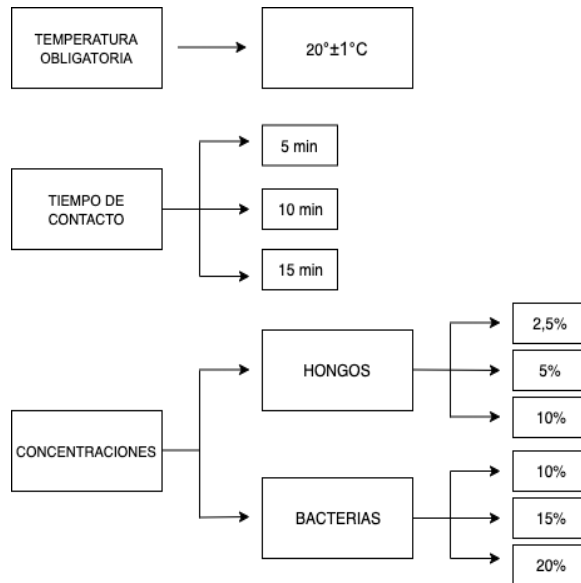 TEMPERATURA
OBLIGATORIA
20°±1°C
TIEMPO DE
CONTACTO
5 min
10 min
15 min
CONCENTRACIONES
HONGOS
2,5%
5%
10%
BACTERIAS
10%
15%
20%